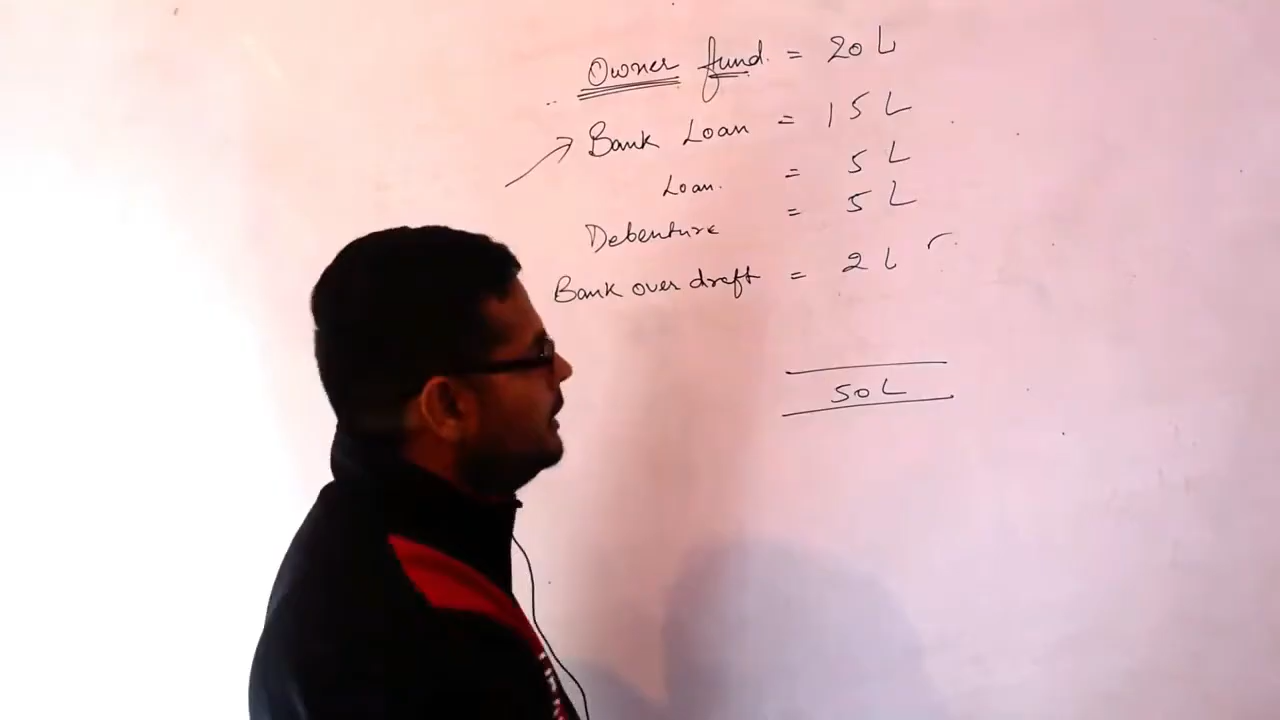 Owner fund. = 20 L
Bank Loan = 15 L
Loan. = 5 L
Debenture = 5 L
Bank over draft = 2 L
50 L